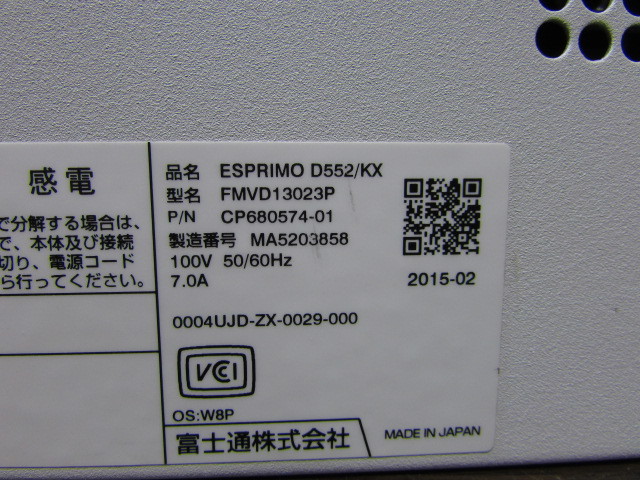 感電
で分解する場合は、
で、本体及び接続
切り、電源コード
ら行ってください。
品名 ESPRIMO D552/KX
型名 FMVD13023P
P/N CP680574-01
製造番号 MA5203858
100V 50/60Hz
7.0A
2015-02
0004UJD-ZX-0029-000
VCI
OS:W8P
富士通株式会社
MADE IN JAPAN